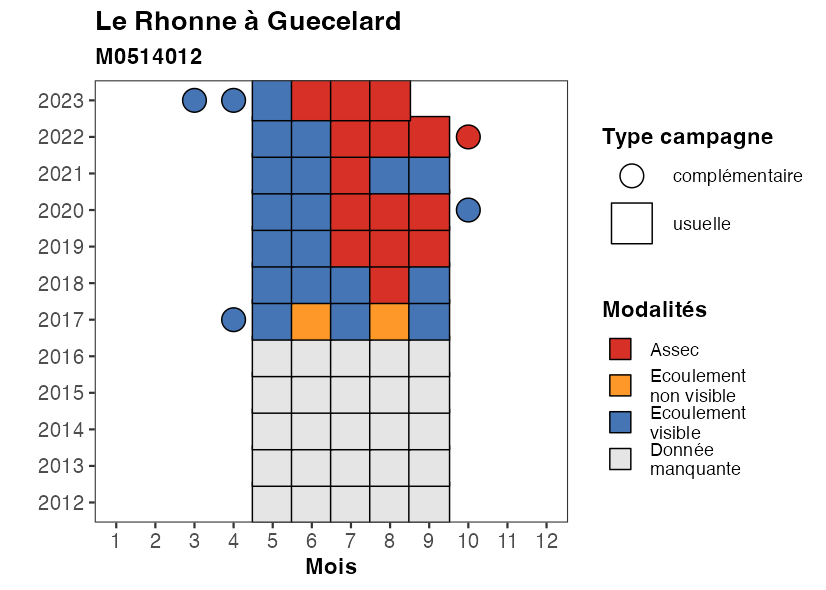 Le Rhonne à Guecelard
M0514012
2023
2022
2021
2020
2019
2018
2017
2016
2015
2014
2013
2012
1 2 3 4 5 6 7 8 9 10 11 12
Mois
Type campagne
complémentaire
usuelle
Modalités
Assec
Ecoulement
non visible
Ecoulement
visible
Donnée
manquante